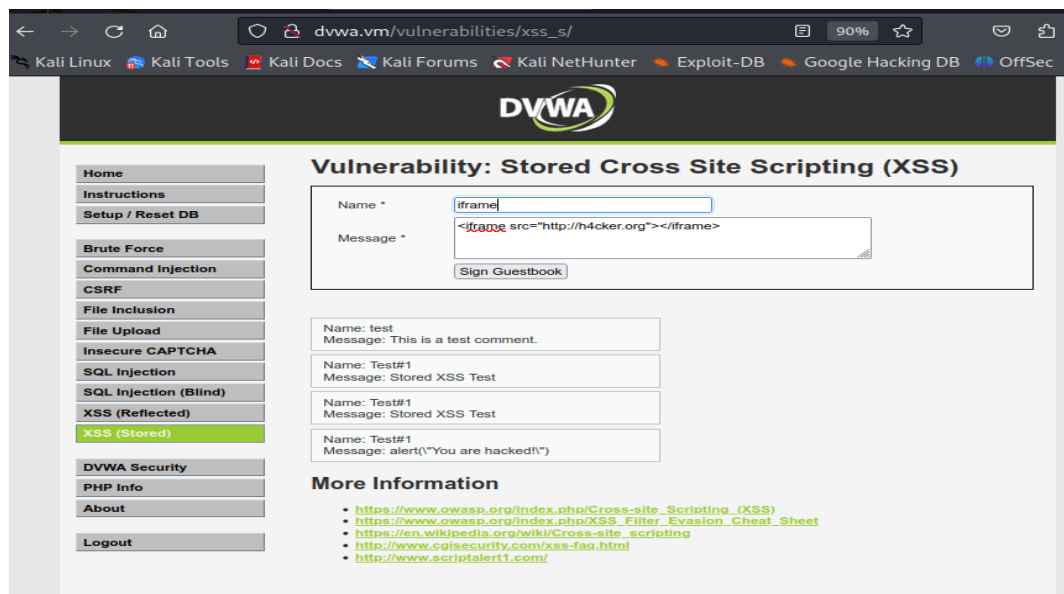 dvwa.vm/vulnerabilities/xss_s/ 90%
Kali Linux Kali Tools Kali Docs Kali Forums Kali NetHunter Exploit-DB Google Hacking DB OffSec
DVWA
Home
Instructions
Setup / Reset DB
Brute Force
Command Injection
CSRF
File Inclusion
File Upload
Insecure CAPTCHA
SQL Injection
SQL Injection (Blind)
XSS (Reflected)
XSS (Stored)
DVWA Security
PHP Info
About
Logout
Vulnerability: Stored Cross Site Scripting (XSS)
Name * iframe
Message * <iframe src="http://h4cker.org"></iframe>
Sign Guestbook
Name: test
Message: This is a test comment.
Name: Test#1
Message: Stored XSS Test
Name: Test#1
Message: Stored XSS Test
Name: Test#1
Message: alert(\"You are hacked!\")
More Information
• https://www.owasp.org/index.php/Cross-site_Scripting_(XSS)
• https://www.owasp.org/index.php/XSS_Filter_Evasion_Cheat_Sheet
• https://en.wikipedia.org/wiki/Cross-site_scripting
• http://www.cgisecurity.com/xss-faq.html
• http://www.scriptalert1.com/